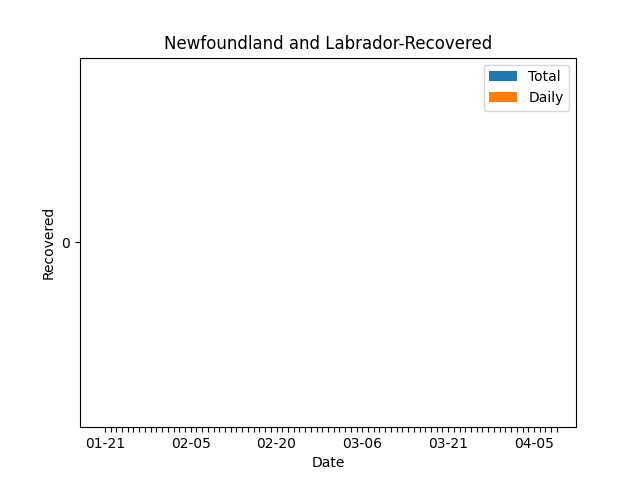 Newfoundland and Labrador-Recovered
Total
Daily
Recovered
0
01-21 02-05 02-20 03-06 03-21 04-05
Date